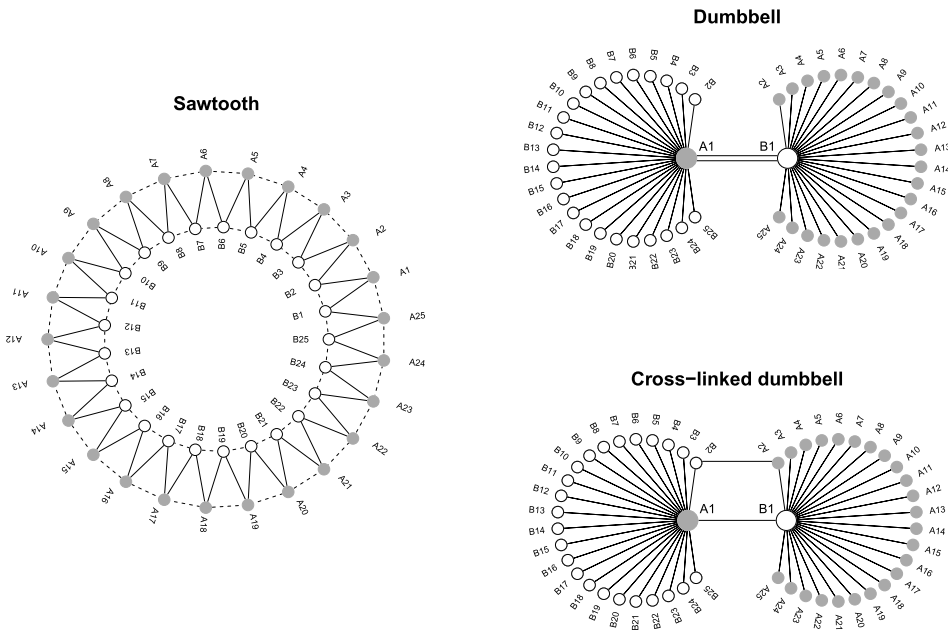 Sawtooth
A1
A2
A3
A4
A5
A6
A7
A8
A9
A10
A11
A12
A13
A14
A15
A16
A17
A18
A19
A20
A21
A22
A23
A24
A25
B1
B2
B3
B4
B5
B6
B7
B8
B9
B10
B11
B12
B13
B14
B15
B16
B17
B18
B19
B20
B21
B22
B23
B24
B25
Dumbbell
A1
B1
B2
B3
B4
B5
B6
B7
B8
B9
B10
B11
B12
B13
B14
B15
B16
B17
B18
B19
B20
B21
B22
B23
B24
B25
A2
A3
A4
A5
A6
A7
A8
A9
A10
A11
A12
A13
A14
A15
A16
A17
A18
A19
A20
A21
A22
A23
A24
A25
Cross−linked dumbbell
A1
B1
B2
B3
B4
B5
B6
B7
B8
B9
B10
B11
B12
B13
B14
B15
B16
B17
B18
B19
B20
B21
B22
B23
B24
B25
A2
A3
A4
A5
A6
A7
A8
A9
A10
A11
A12
A13
A14
A15
A16
A17
A18
A19
A20
A21
A22
A23
A24
A25